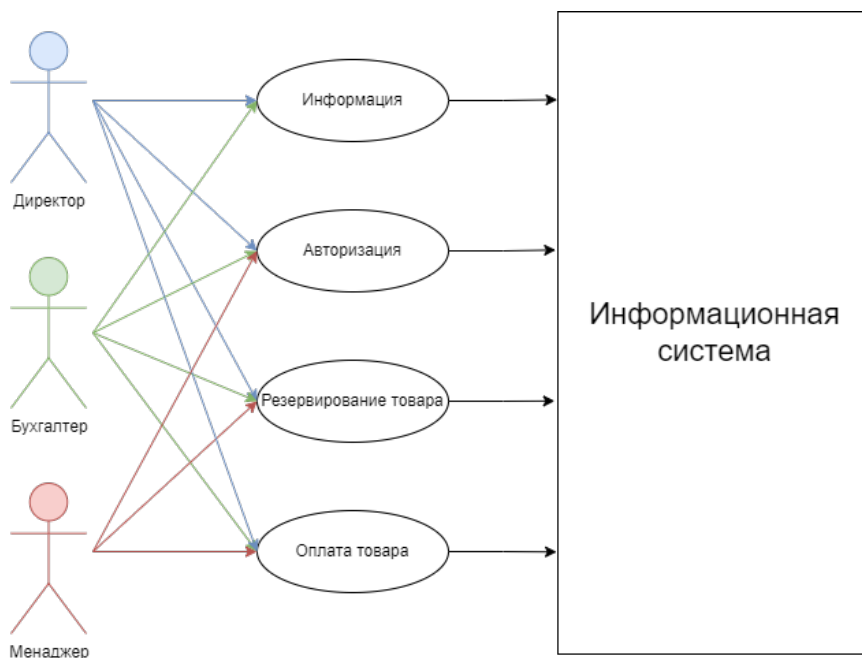 Информация
Директор
Авторизация
Информационная
система
Бухгалтер
Резервирование товара
Оплата товара
Менаджер